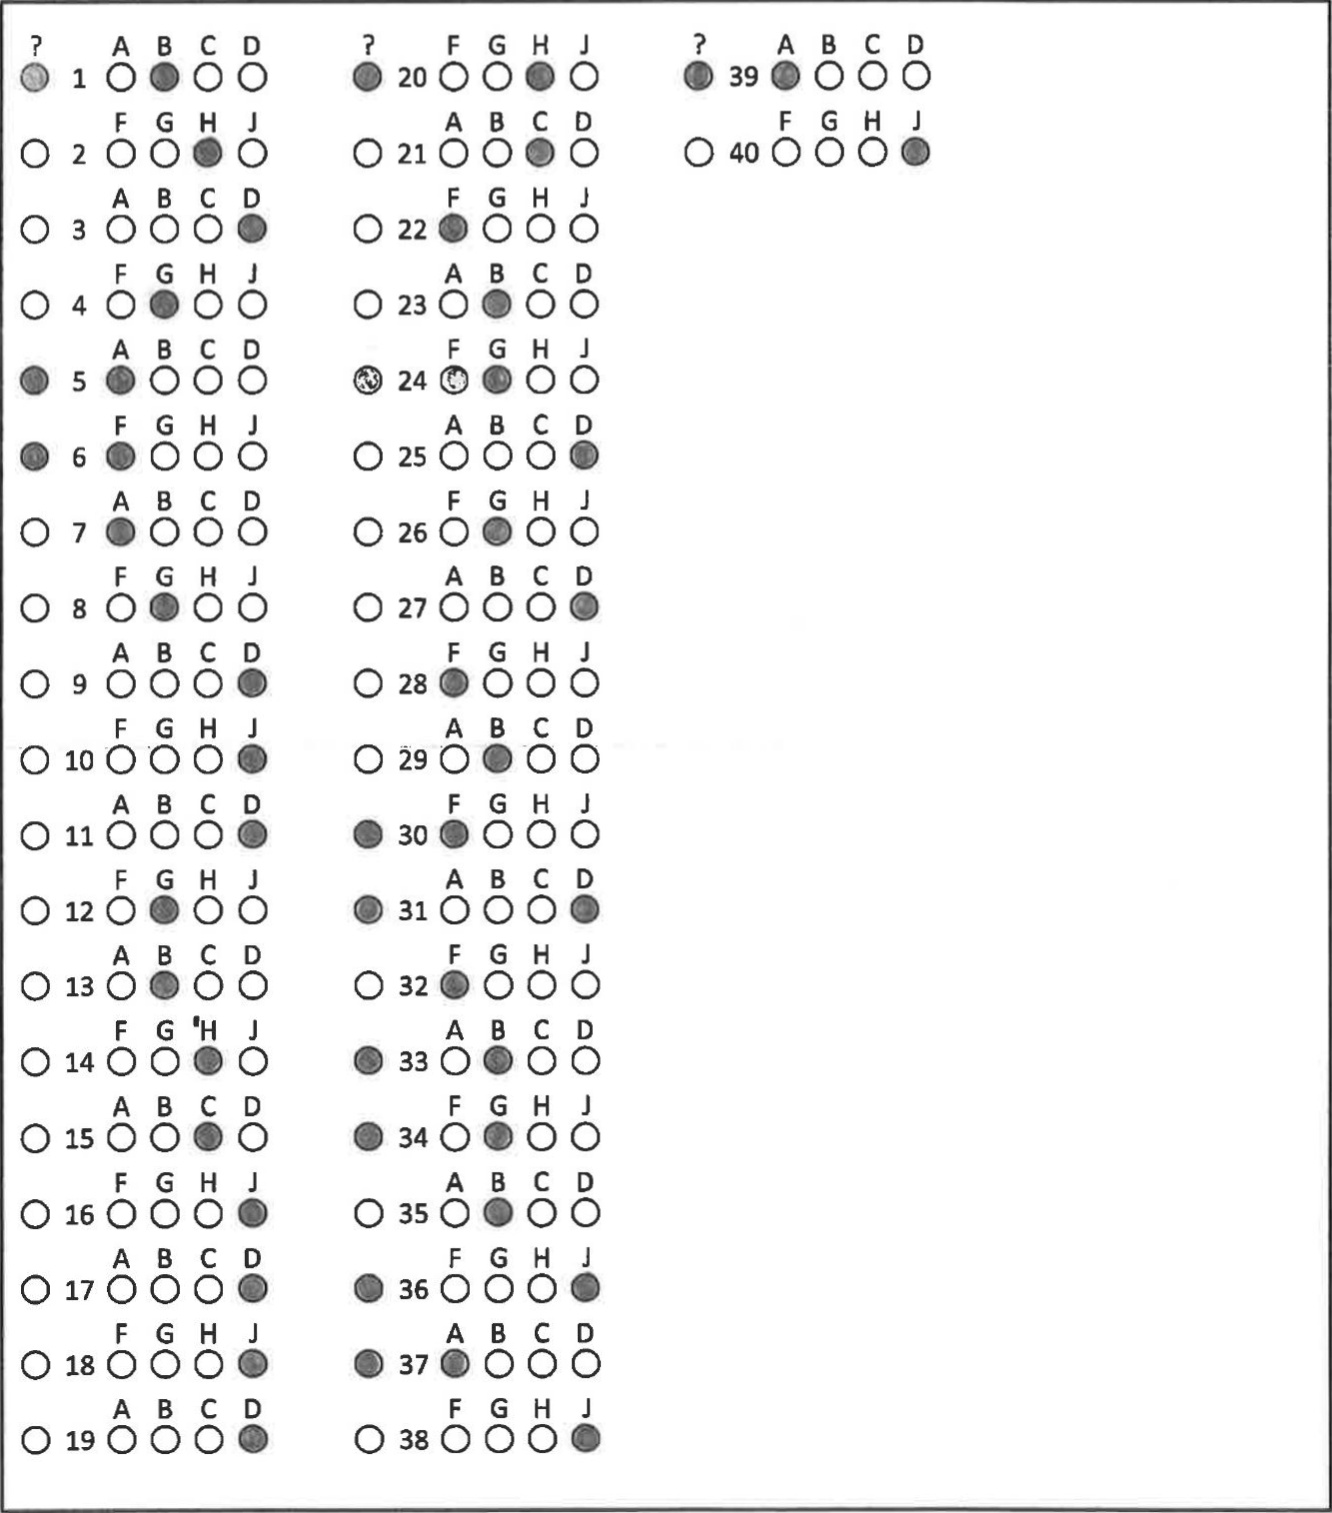 ? A B C D
1
F G H J
2
A B C D
3
F G H J
4
A B C D
5
F G H J
6
A B C D
7
F G H J
8
A B C D
9
F G H J
10
A B C D
11
F G H J
12
A B C D
13
F G H J
14
A B C D
15
F G H J
16
A B C D
17
F G H J
18
A B C D
19
? F G H J
20
A B C D
21
F G H J
22
A B C D
23
F G H J
24
A B C D
25
F G H J
26
A B C D
27
F G H J
28
A B C D
29
F G H J
30
A B C D
31
F G H J
32
A B C D
33
F G H J
34
A B C D
35
F G H J
36
A B C D
37
F G H J
38
? A B C D
39
F G H J
40